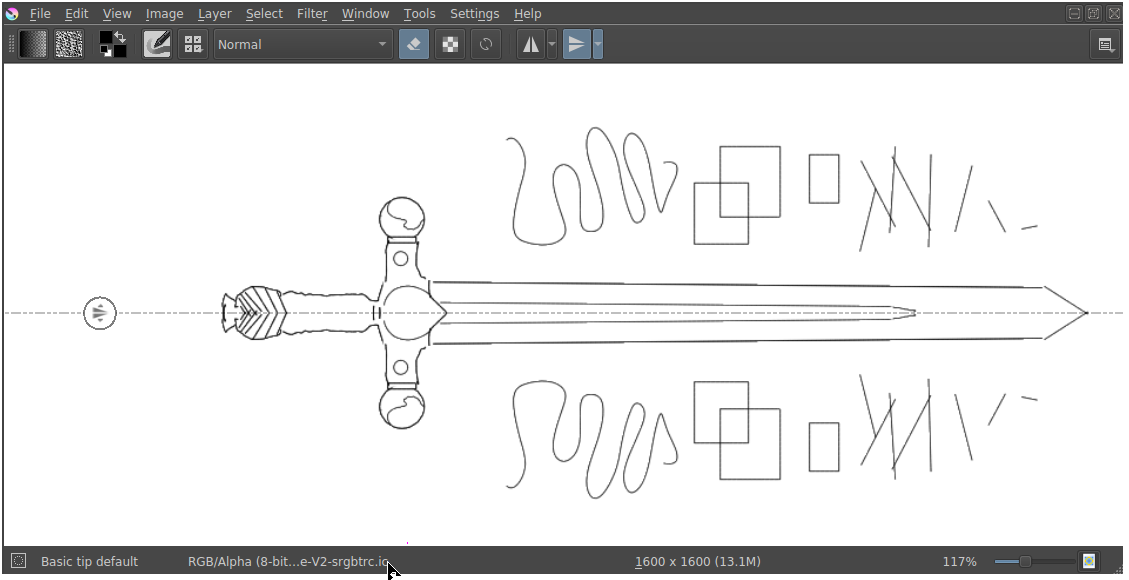 File Edit View Image Layer Select Filter Window Tools Settings Help
Normal
Basic tip default RGB/Alpha (8-bit...e-V2-srgbtrc.ic 1600 x 1600 (13.1M) 117%